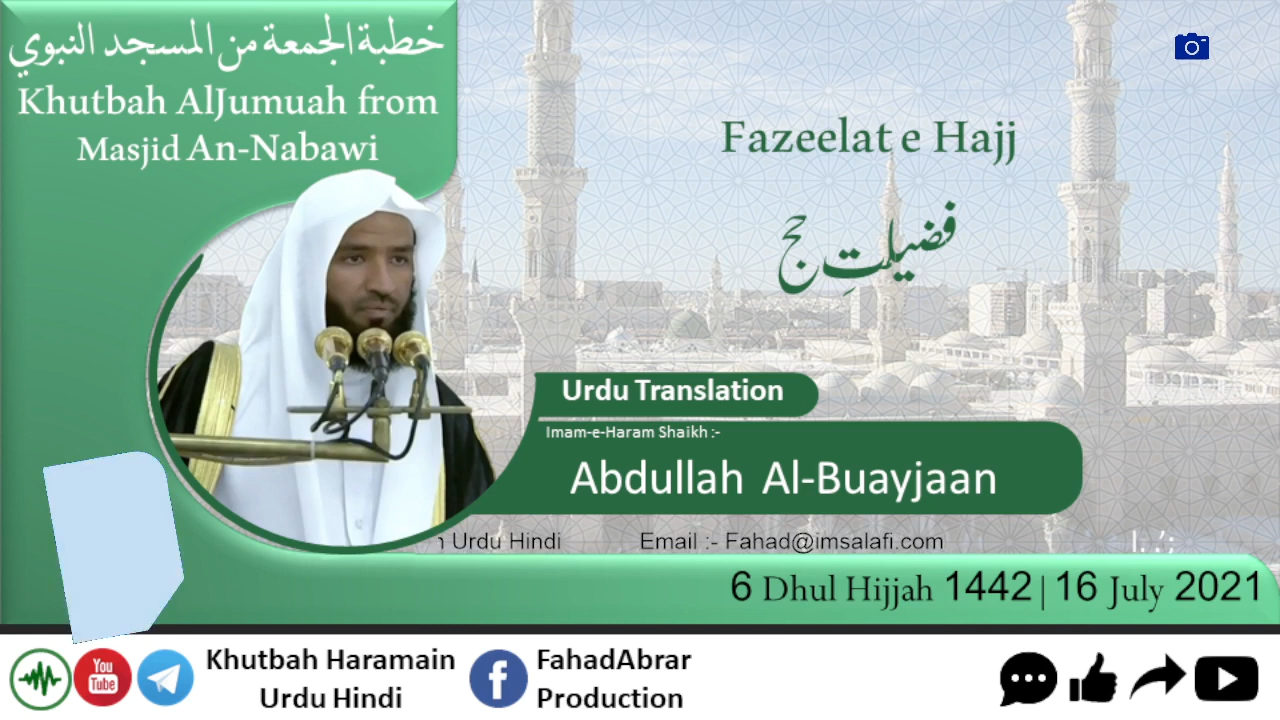 خطبة الجمعة من المسجد النبوي
Khutbah AlJumuah from
Masjid An-Nabawi
Fazeelat e Hajj
فضیلتِ حج
Urdu Translation
Imam-e-Haram Shaikh :-
Abdullah Al-Buayjaan
Urdu Hindi
Email :- Fahad@imsalafi.com
6 Dhul Hijjah 1442 | 16 July 2021
You
Tube
Khutbah Haramain
Urdu Hindi
FahadAbrar
Production